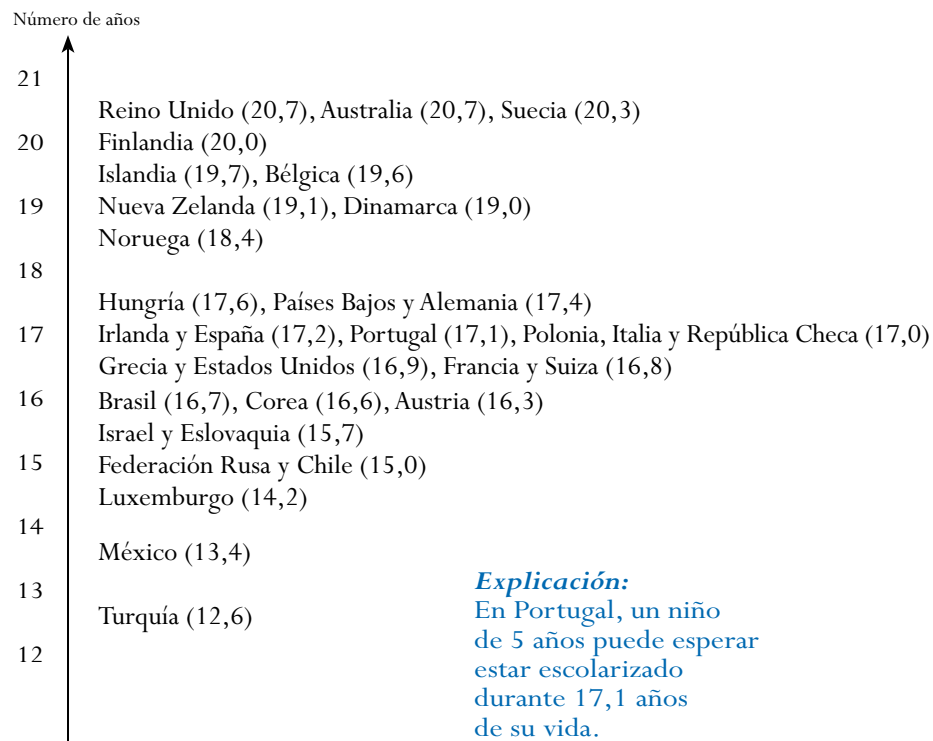 Número de años
21
Reino Unido (20,7), Australia (20,7), Suecia (20,3)
20 Finlandia (20,0)
Islandia (19,7), Bélgica (19,6)
19 Nueva Zelanda (19,1), Dinamarca (19,0)
Noruega (18,4)
18
Hungría (17,6), Países Bajos y Alemania (17,4)
17 Irlanda y España (17,2), Portugal (17,1), Polonia, Italia y República Checa (17,0)
Grecia y Estados Unidos (16,9), Francia y Suiza (16,8)
16 Brasil (16,7), Corea (16,6), Austria (16,3)
Israel y Eslovaquia (15,7)
15 Federación Rusa y Chile (15,0)
Luxemburgo (14,2)
14
México (13,4)
13
Turquía (12,6)
12
Explicación:
En Portugal, un niño
de 5 años puede esperar
estar escolarizado
durante 17,1 años
de su vida.